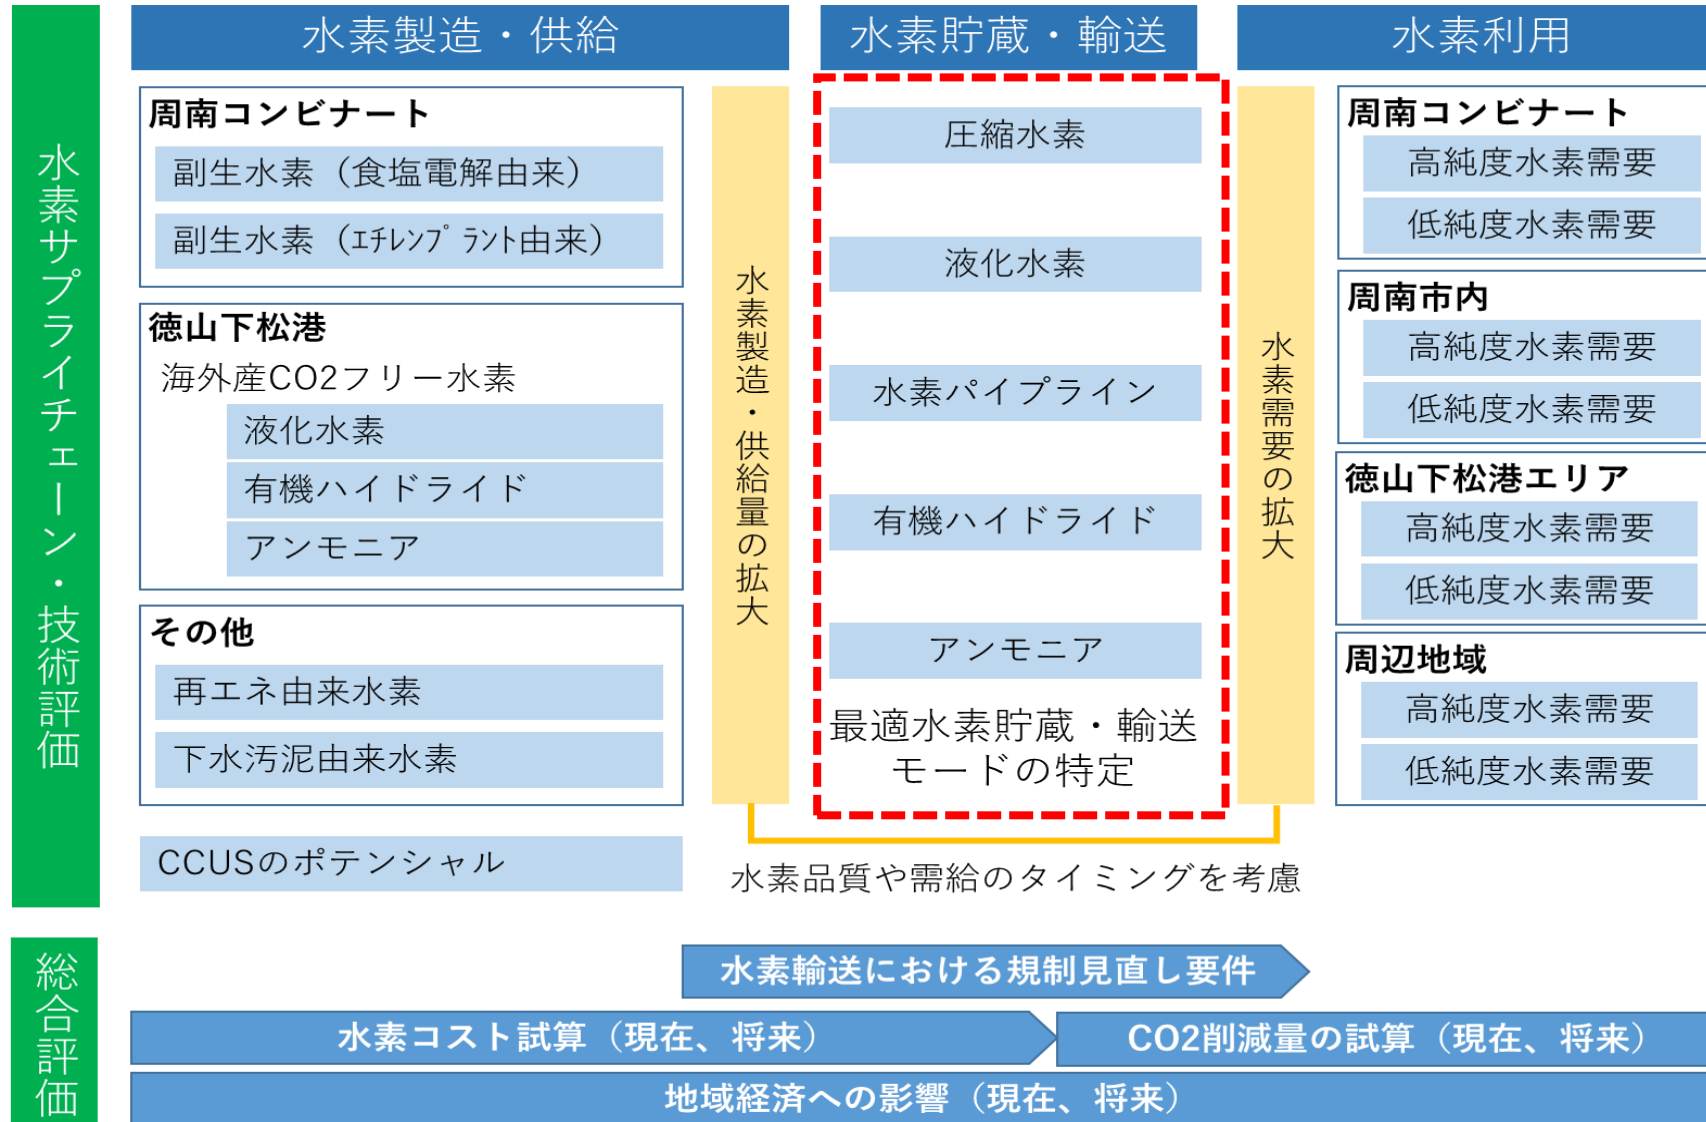 水素サプライチェーン・技術評価
水素製造・供給
周南コンビナート
副生水素（食塩電解由来）
副生水素（ｴﾁﾚﾝﾌﾟﾗﾝﾄ由来）
徳山下松港
海外産CO2フリー水素
液化水素
有機ハイドライド
アンモニア
その他
再エネ由来水素
下水汚泥由来水素
CCUSのポテンシャル
水素製造・供給量の拡大
水素貯蔵・輸送
圧縮水素
液化水素
水素パイプライン
有機ハイドライド
アンモニア
最適水素貯蔵・輸送
モードの特定
水素需要の拡大
水素品質や需給のタイミングを考慮
水素利用
周南コンビナート
高純度水素需要
低純度水素需要
周南市内
高純度水素需要
低純度水素需要
徳山下松港エリア
高純度水素需要
低純度水素需要
周辺地域
高純度水素需要
低純度水素需要
総合評価
水素輸送における規制見直し要件
水素コスト試算（現在、将来）
CO2削減量の試算（現在、将来）
地域経済への影響（現在、将来）